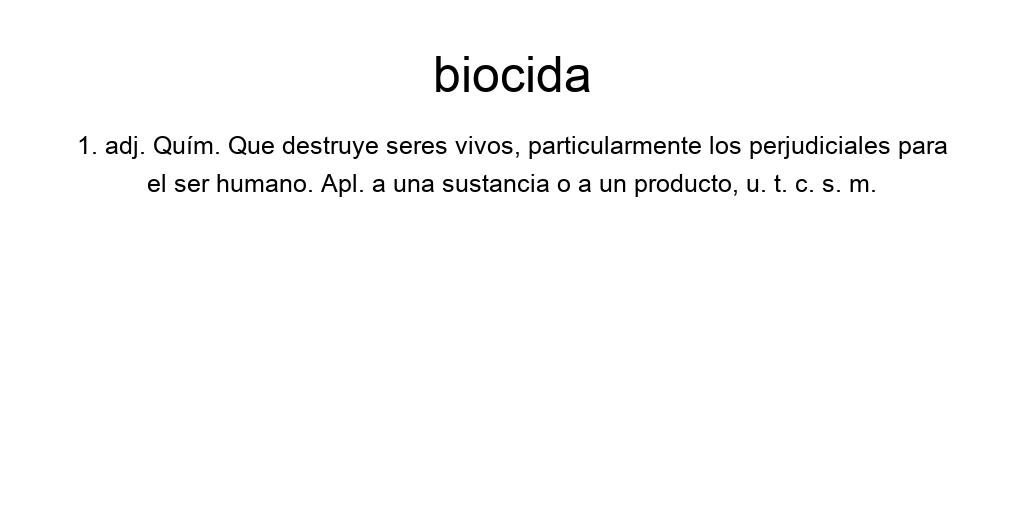 biocida
1. adj. Quím. Que destruye seres vivos, particularmente los perjudiciales para
el ser humano. Apl. a una sustancia o a un producto, u. t. c. s. m.